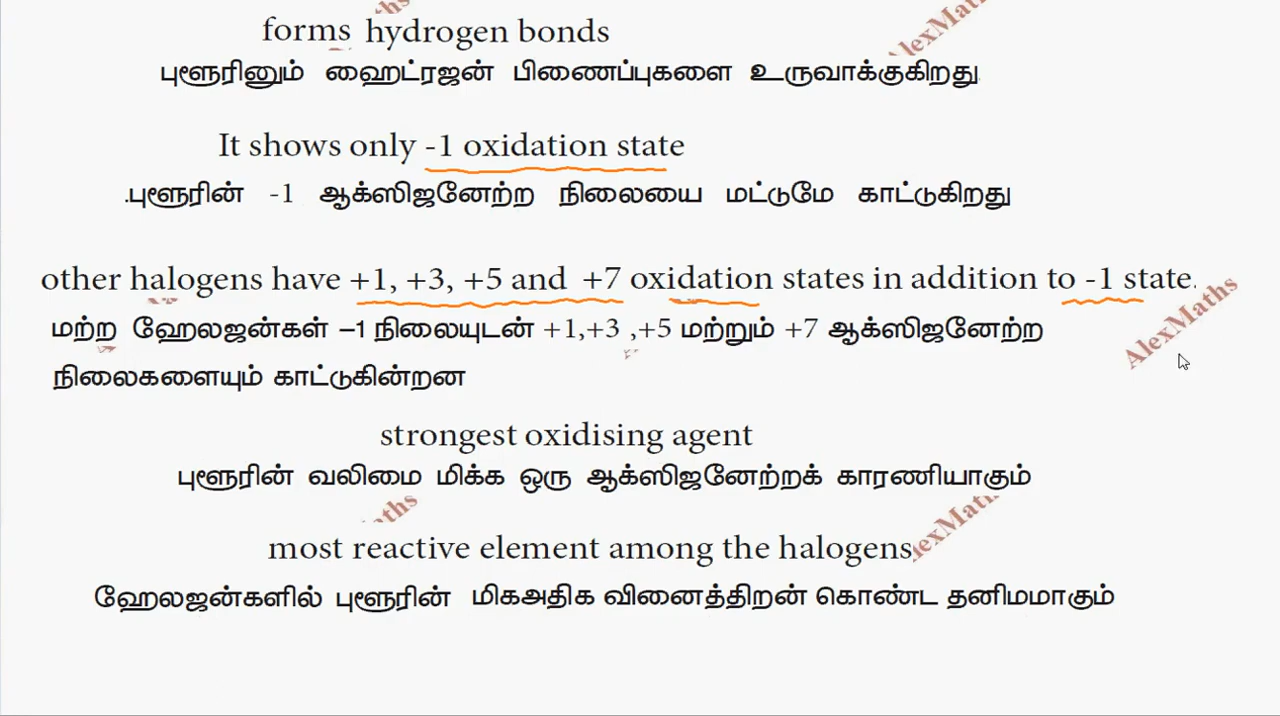 forms hydrogen bonds
புளூரினும் ஹைட்ரஜன் பிணைப்புகளை உருவாக்குகிறது
It shows only -1 oxidation state
.புளூரின் -1 ஆக்ஸிஜனேற்ற நிலையை மட்டுமே காட்டுகிறது
other halogens have +1, +3, +5 and +7 oxidation states in addition to -1 state.
மற்ற ஹேலஜன்கள் –1 நிலையுடன் +1,+3 ,+5 மற்றும் +7 ஆக்ஸிஜனேற்ற
AlexMaths
நிலைகளையும் காட்டுகின்றன
strongest oxidising agent
புளூரின் வலிமை மிக்க ஒரு ஆக்ஸிஜனேற்றக் காரணியாகும்
most reactive element among the halogens
ஹேலஜன்களில் புளூரின் மிகஅதிக வினைத்திறன் கொண்ட தனிமமாகும்